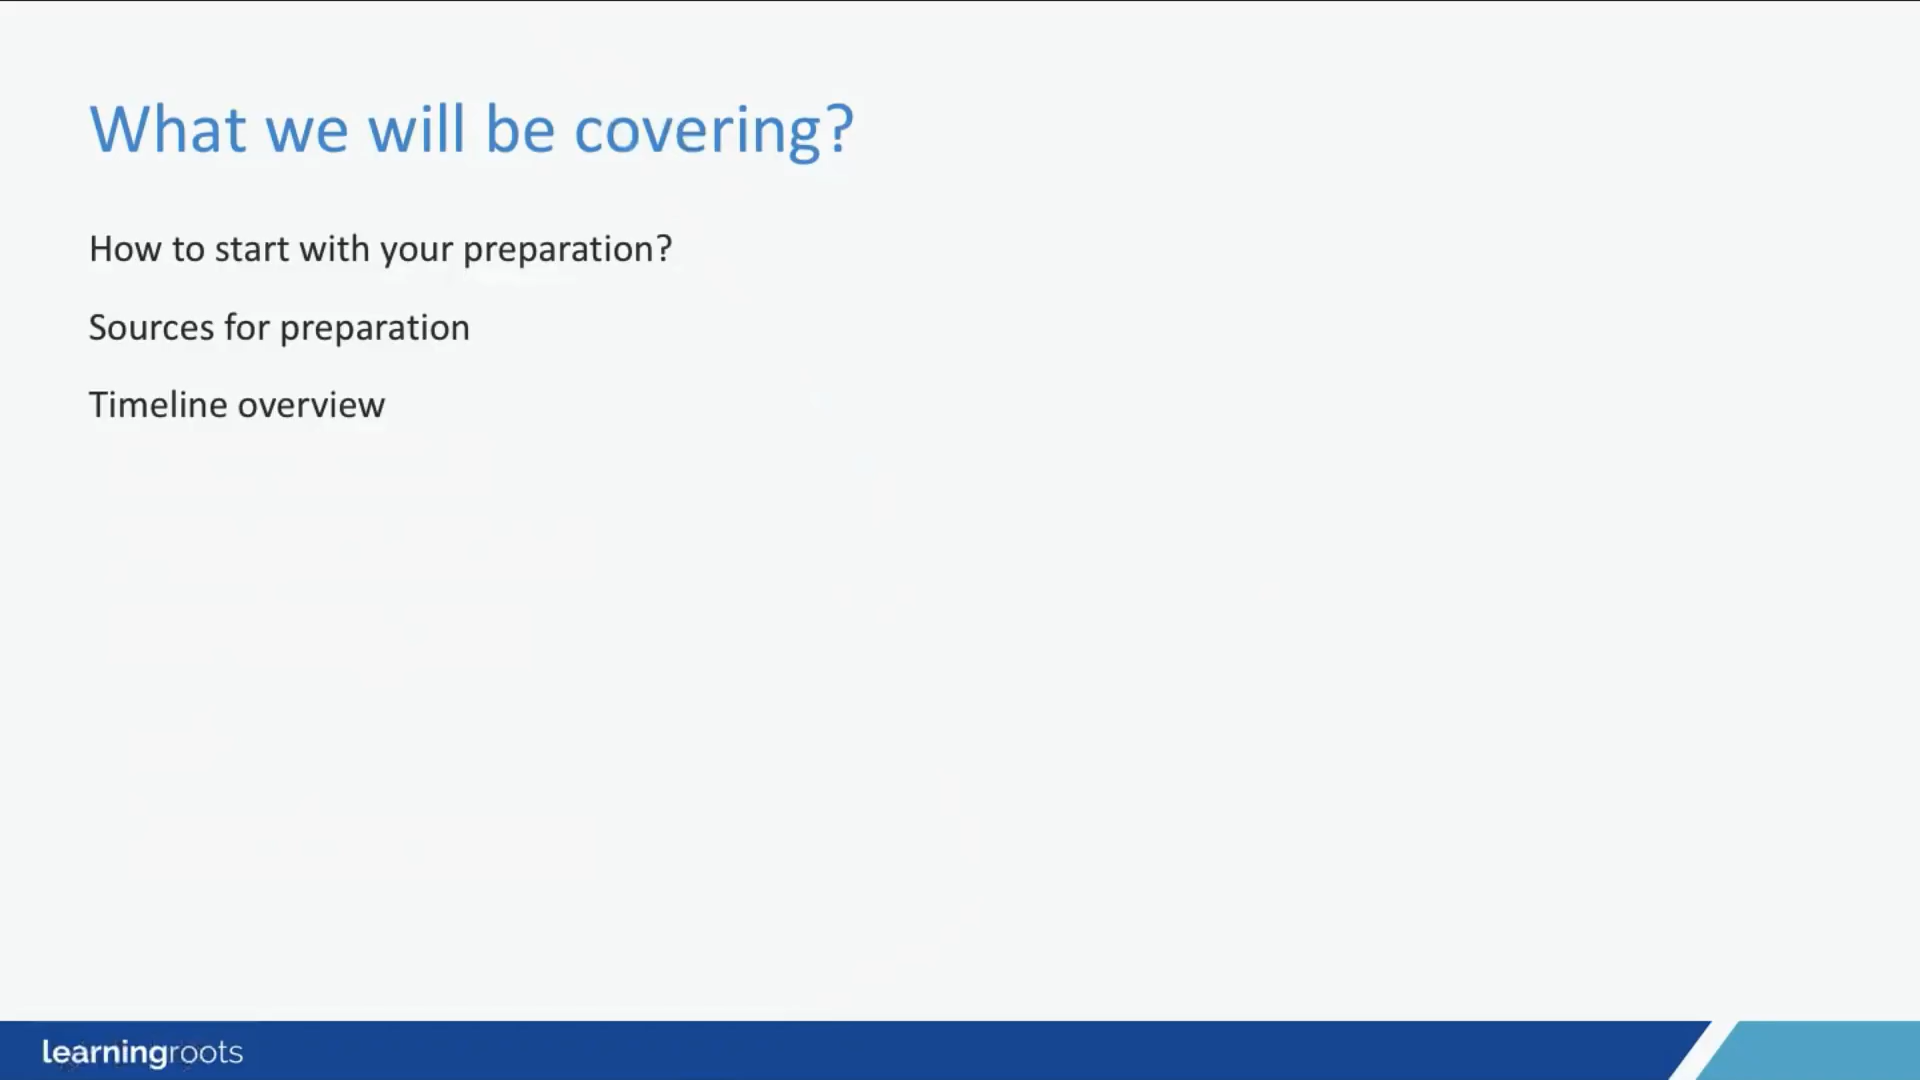 What we will be covering?
How to start with your preparation?
Sources for preparation
Timeline overview
learningroots